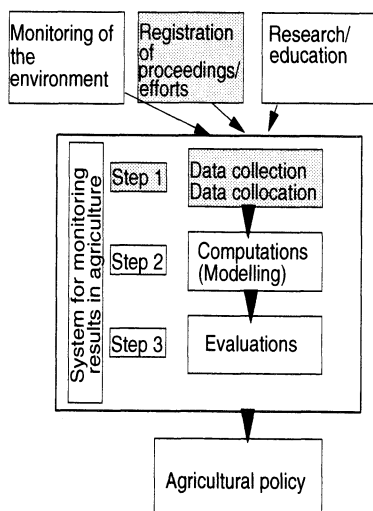 Monitoring of
the
environment
Registration
of
proceedings/
efforts
Research/
education
System for monitoring
results in agriculture
Step 1
Data collection
Data collocation
Step 2
Computations
(Modelling)
Step 3
Evaluations
Agricultural policy